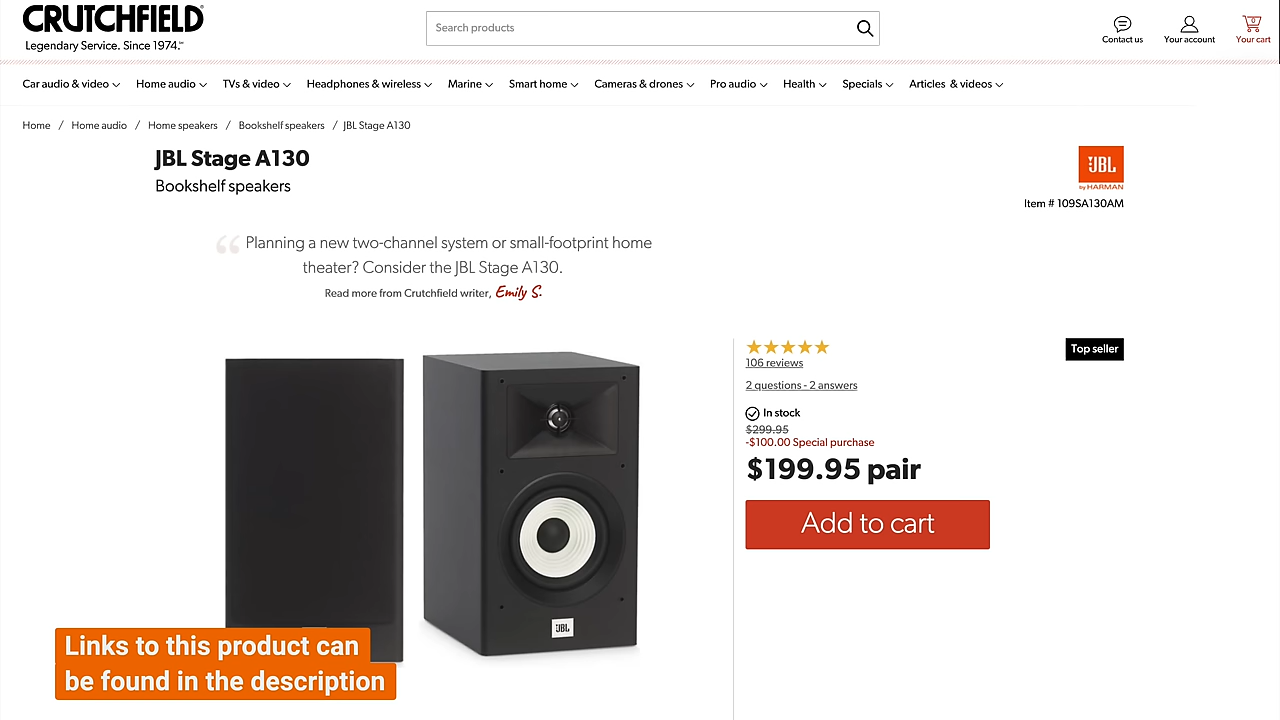 CRUTCHFIELD
Legendary Service. Since 1974.™
Search products
Contact us
Your account
0
Your cart
Car audio & video
Home audio
TVs & video
Headphones & wireless
Marine
Smart home
Cameras & drones
Pro audio
Health
Specials
Articles & videos
Home / Home audio / Home speakers / Bookshelf speakers / JBL Stage A130
JBL Stage A130
Bookshelf speakers
JBL
by HARMAN
Item # 109SA130AM
“Planning a new two-channel system or small-footprint home
theater? Consider the JBL Stage A130.
Read more from Crutchfield writer, Emily S.
106 reviews
Top seller
2 questions - 2 answers
In stock
$299.95
-$100.00 Special purchase
$199.95 pair
Add to cart
JBL
Links to this product can
be found in the description